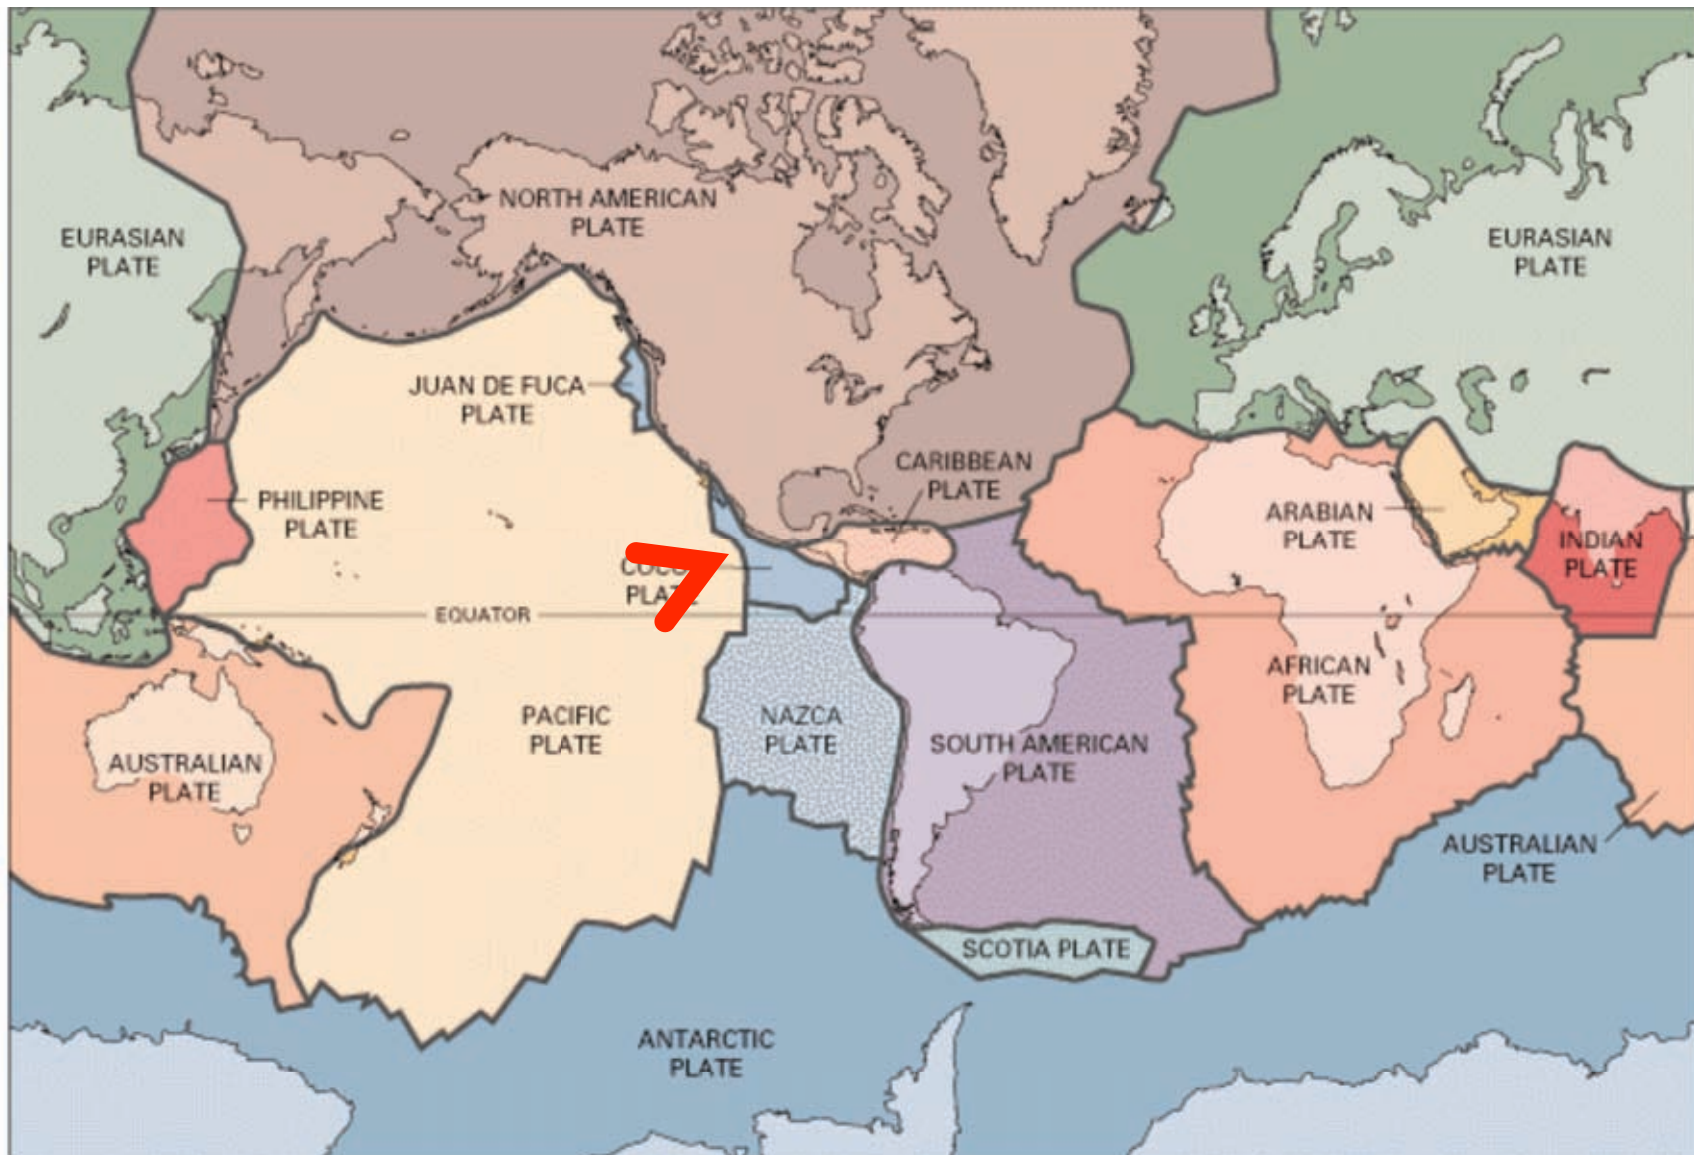 NORTH AMERICAN
PLATE
EURASIAN
PLATE
EURASIAN
PLATE
JUAN DE FUCA
PLATE
CARIBBEAN
PLATE
PHILIPPINE
PLATE
ARABIAN
PLATE
INDIAN
PLATE
EQUATOR
AFRICAN
PLATE
PACIFIC
PLATE
NAZCA
PLATE
SOUTH AMERICAN
PLATE
AUSTRALIAN
PLATE
AUSTRALIAN
PLATE
SCOTIA PLATE
ANTARCTIC
PLATE